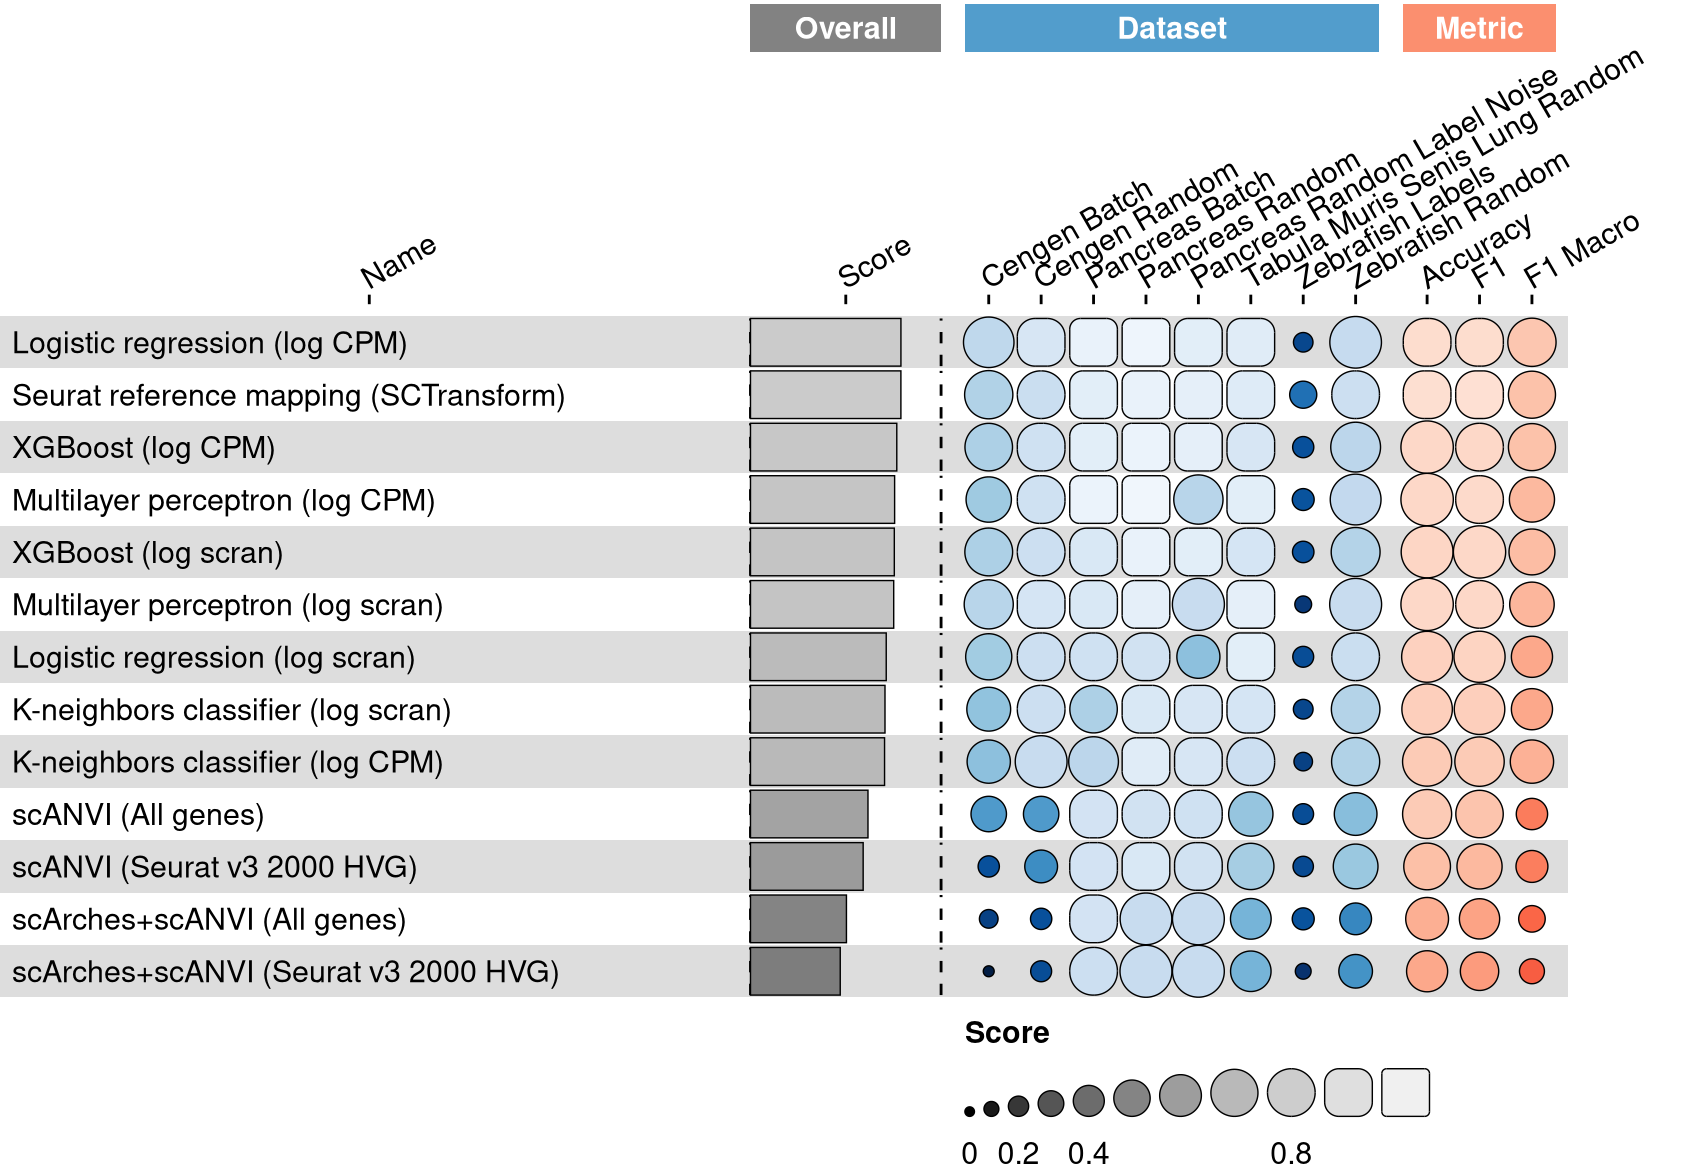 Overall Dataset Metric
Name Score Cengen Batch Cengen Random Pancreas Batch Pancreas Random Pancreas Random Label Noise Tabula Muris Senis Lung Random Zebrafish Labels Zebrafish Random Accuracy F1 F1 Macro
Logistic regression (log CPM)
Seurat reference mapping (SCTransform)
XGBoost (log CPM)
Multilayer perceptron (log CPM)
XGBoost (log scran)
Multilayer perceptron (log scran)
Logistic regression (log scran)
K-neighbors classifier (log scran)
K-neighbors classifier (log CPM)
scANVI (All genes)
scANVI (Seurat v3 2000 HVG)
scArches+scANVI (All genes)
scArches+scANVI (Seurat v3 2000 HVG)
Score
0 0.2 0.4 0.8